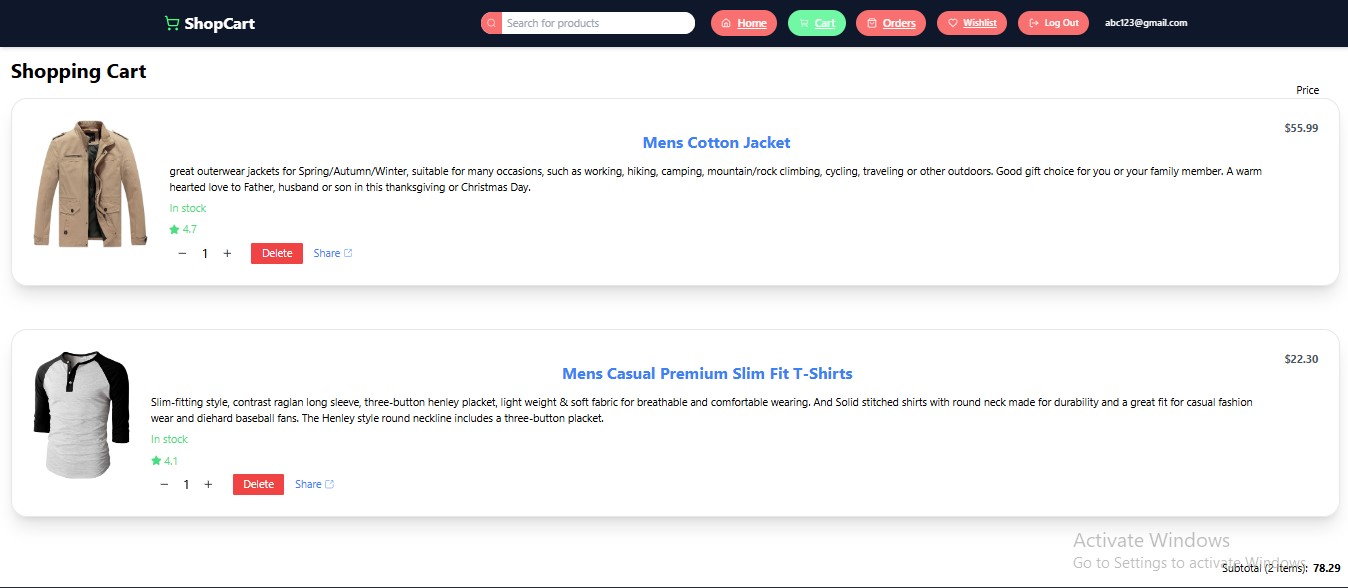 ShopCart
Search for products
Home
Cart
Orders
Wishlist
Log Out
abc123@gmail.com
Shopping Cart
Price
$55.99
Mens Cotton Jacket
great outerwear jackets for Spring/Autumn/Winter, suitable for many occasions, such as working, hiking, camping, mountain/rock climbing, cycling, traveling or other outdoors. Good gift choice for you or your family member. A warm
hearted love to Father, husband or son in this thanksgiving or Christmas Day.
In stock
4.7
− 1 + Delete Share
$22.30
Mens Casual Premium Slim Fit T-Shirts
Slim-fitting style, contrast raglan long sleeve, three-button henley placket, light weight & soft fabric for breathable and comfortable wearing. And Solid stitched shirts with round neck made for durability and a great fit for casual fashion
wear and diehard baseball fans. The Henley style round neckline includes a three-button placket.
In stock
4.1
− 1 + Delete Share
Activate Windows
Go to Settings to activate Windows.
Subtotal (2 items): 78.29